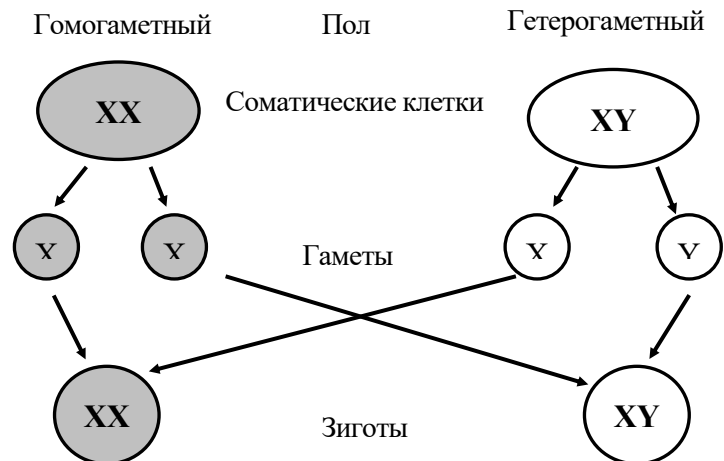 Гомогаметный Пол Гетерогаметный
Соматические клетки
XX XY
X X X Y
Гаметы
XX XY
Зиготы